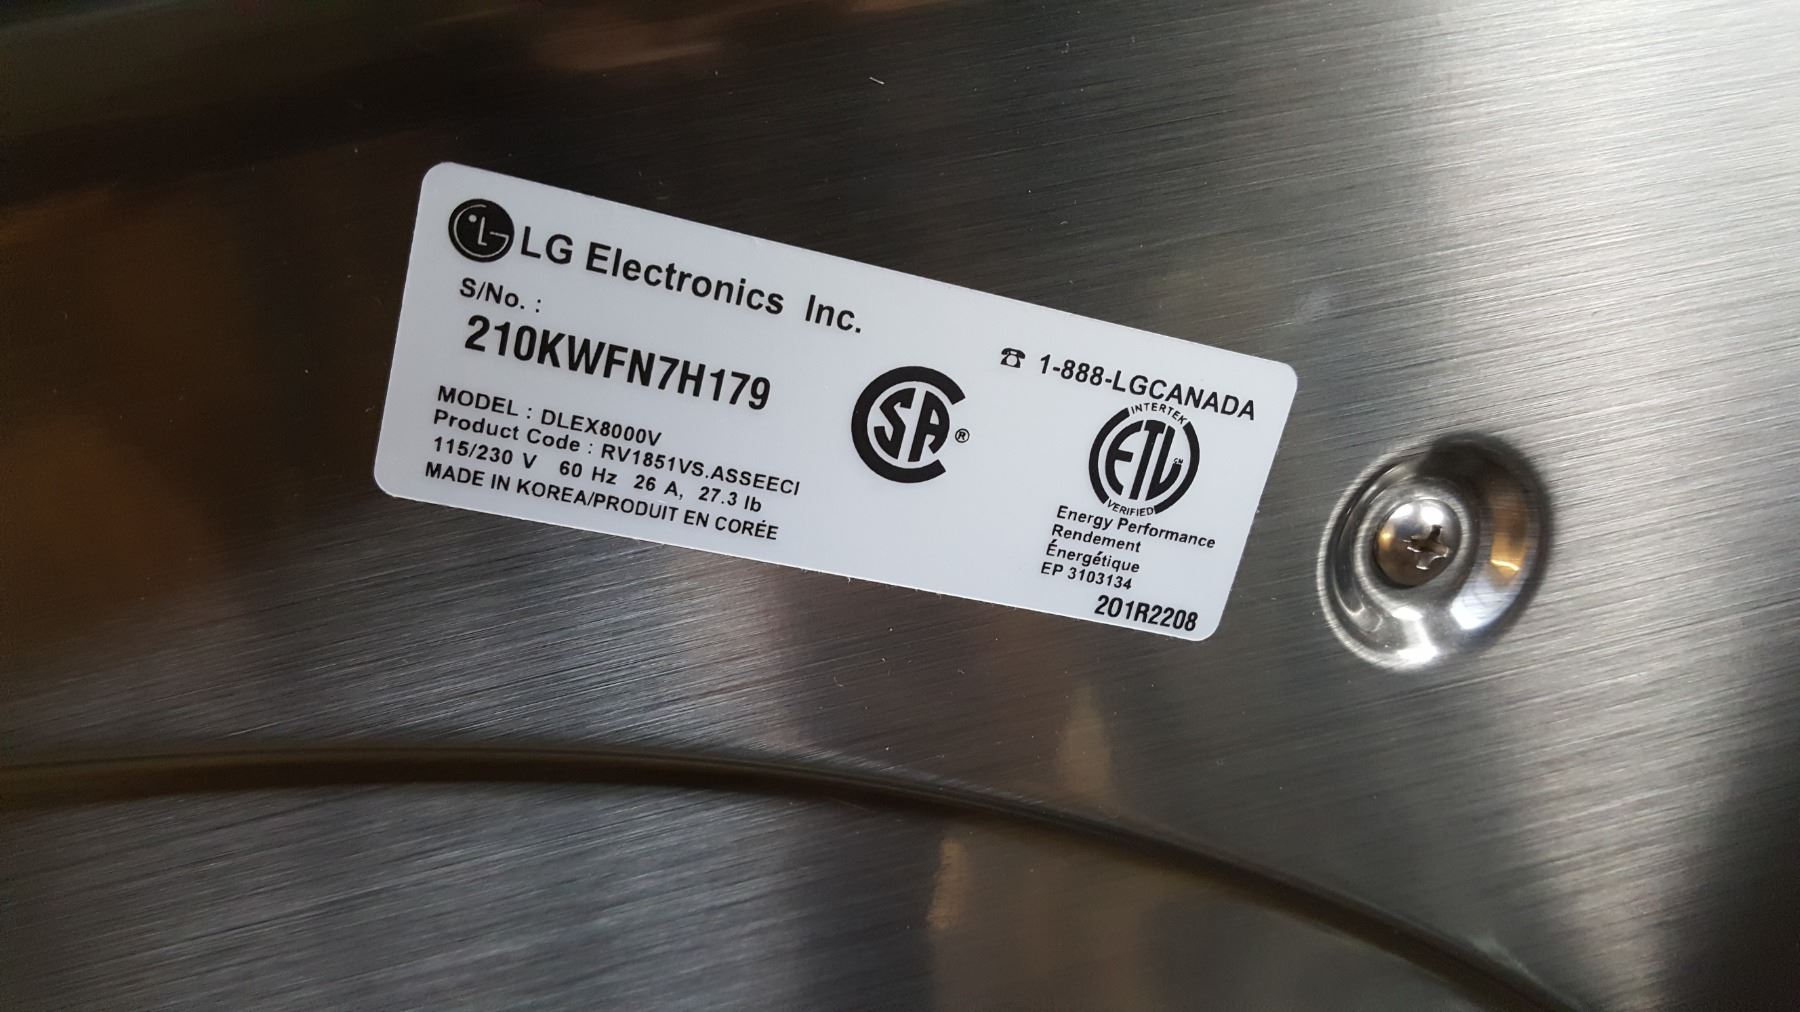 LG LG Electronics Inc.
S/No. :
210KWFN7H179
MODEL : DLEX8000V
Product Code : RV1851VS.ASSEECI
115/230 V 60 Hz 26 A, 27.3 lb
MADE IN KOREA/PRODUIT EN CORÉE
SA®
☎ 1-888-LGCANADA
INTERTEK
ETL CM
VERIFIED
Energy Performance
Rendement
Énergétique
EP 3103134
201R2208